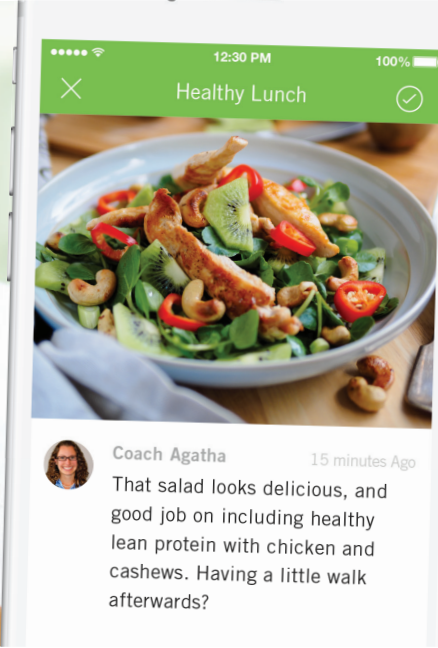 12:30 PM
100%
Healthy Lunch
Coach Agatha
15 minutes Ago
That salad looks delicious, and
good job on including healthy
lean protein with chicken and
cashews. Having a little walk
afterwards?